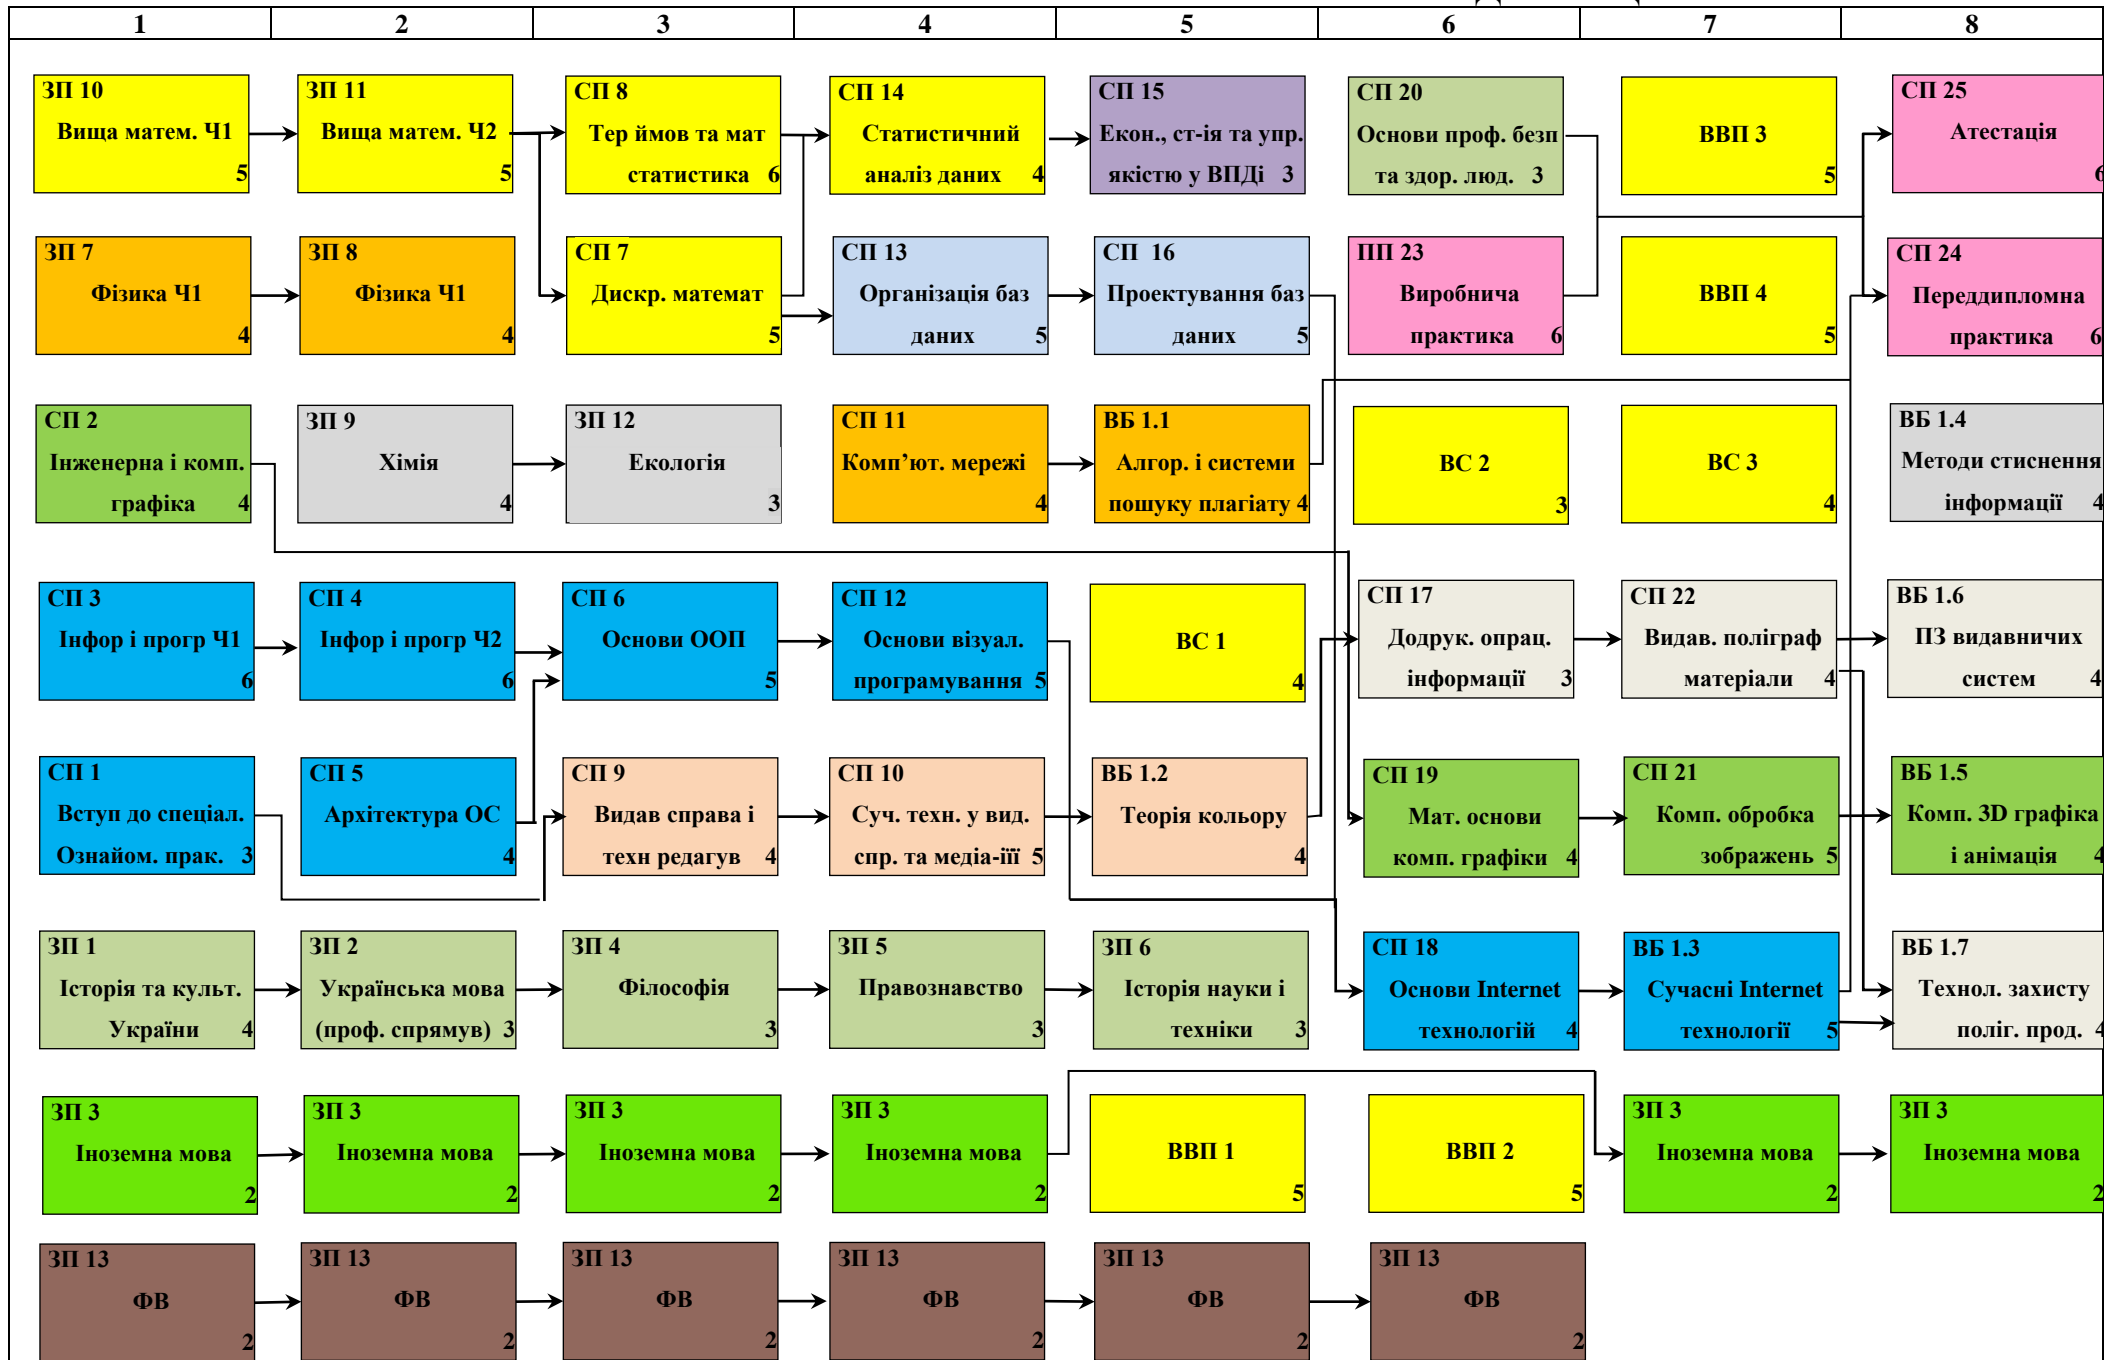 1 2 3 4 5 6 7 8
ЗП 10
Вища матем. Ч1
5
ЗП 11
Вища матем. Ч2
5
СП 8
Тер ймов та мат
статистика 6
СП 14
Статистичний
аналіз даних 4
СП 15
Екон., ст-ія та упр.
якістю у ВПДі 3
СП 20
Основи проф. безп
та здор. люд. 3
ВВП 3
5
СП 25
Атестація
6
ЗП 7
Фізика Ч1
4
ЗП 8
Фізика Ч1
4
СП 7
Дискр. математ
5
СП 13
Організація баз
даних 5
СП 16
Проектування баз
даних 5
ПП 23
Виробнича
практика 6
ВВП 4
5
СП 24
Переддипломна
практика 6
СП 2
Інженерна і комп.
графіка 4
ЗП 9
Хімія
4
ЗП 12
Екологія
3
СП 11
Комп’ют. мережі
4
ВБ 1.1
Алгор. і системи
пошуку плагіату 4
ВС 2
3
ВС 3
4
ВБ 1.4
Методи стиснення
інформації 4
СП 3
Інфор і прогр Ч1
6
СП 4
Інфор і прогр Ч2
6
СП 6
Основи ООП
5
СП 12
Основи візуал.
програмування 5
ВС 1
4
СП 17
Додрук. опрац.
інформації 3
СП 22
Видав. поліграф
матеріали 4
ВБ 1.6
ПЗ видавничих
систем 4
СП 1
Вступ до спеціал.
Ознайом. прак. 3
СП 5
Архітектура ОС
4
СП 9
Видав справа і
техн редагув 4
СП 10
Суч. техн. у вид.
спр. та медіа-іїі 5
ВБ 1.2
Теорія кольору
4
СП 19
Мат. основи
комп. графіки 4
СП 21
Комп. обробка
зображень 5
ВБ 1.5
Комп. 3D графіка
і анімація 4
ЗП 1
Історія та культ.
України 4
ЗП 2
Українська мова
(проф. спрямув) 3
ЗП 4
Філософія
3
ЗП 5
Правознавство
3
ЗП 6
Історія науки і
техніки 3
СП 18
Основи Internet
технологій 4
ВБ 1.3
Сучасні Internet
технології 5
ВБ 1.7
Технол. захисту
поліг. прод. 4
ЗП 3
Іноземна мова
2
ЗП 3
Іноземна мова
2
ЗП 3
Іноземна мова
2
ЗП 3
Іноземна мова
2
ВВП 1
5
ВВП 2
5
ЗП 3
Іноземна мова
2
ЗП 3
Іноземна мова
2
ЗП 13
ФВ
2
ЗП 13
ФВ
2
ЗП 13
ФВ
2
ЗП 13
ФВ
2
ЗП 13
ФВ
2
ЗП 13
ФВ
2